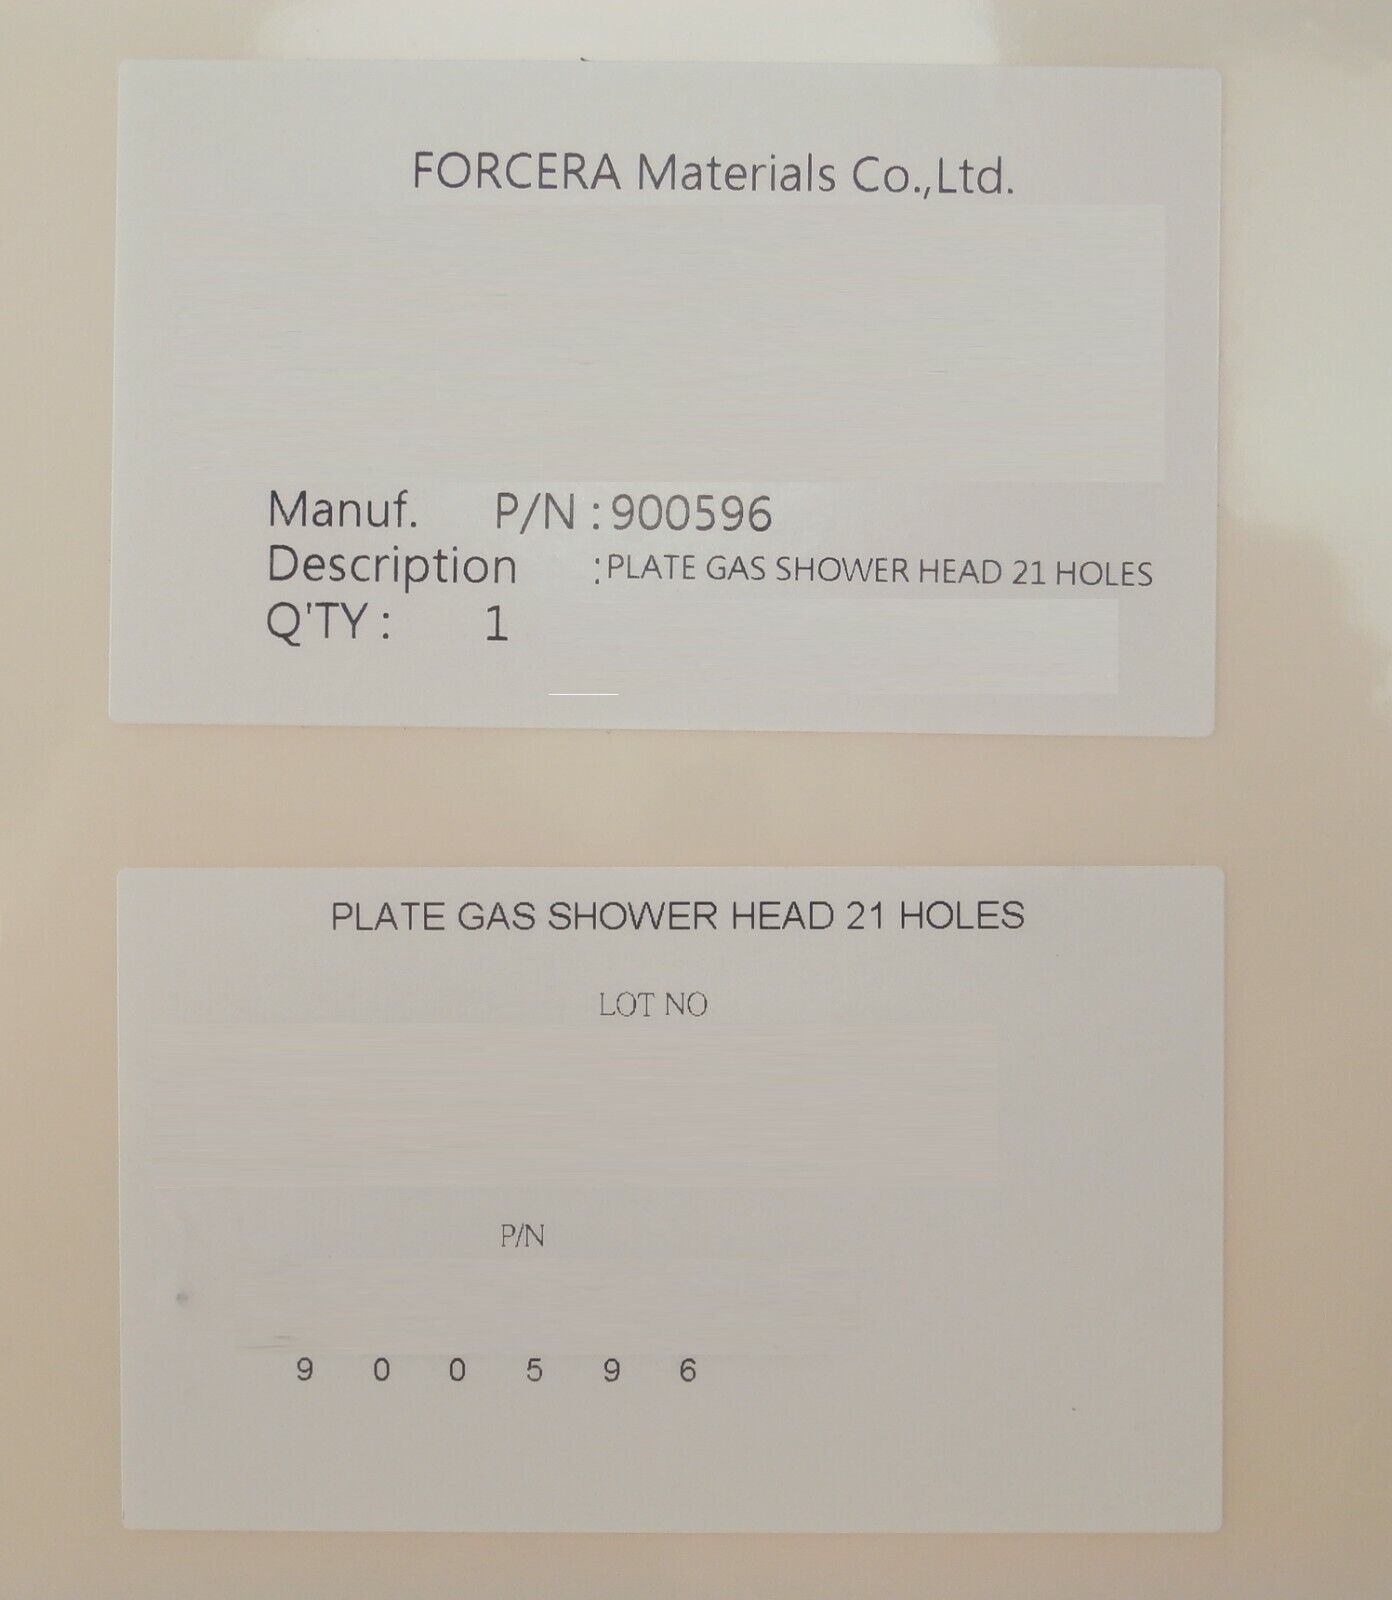 FORCERA Materials Co.,Ltd.
Manuf. P/N : 900596
Description :PLATE GAS SHOWER HEAD 21 HOLES
Q'TY : 1
PLATE GAS SHOWER HEAD 21 HOLES
LOT NO
P/N
9 0 0 5 9 6